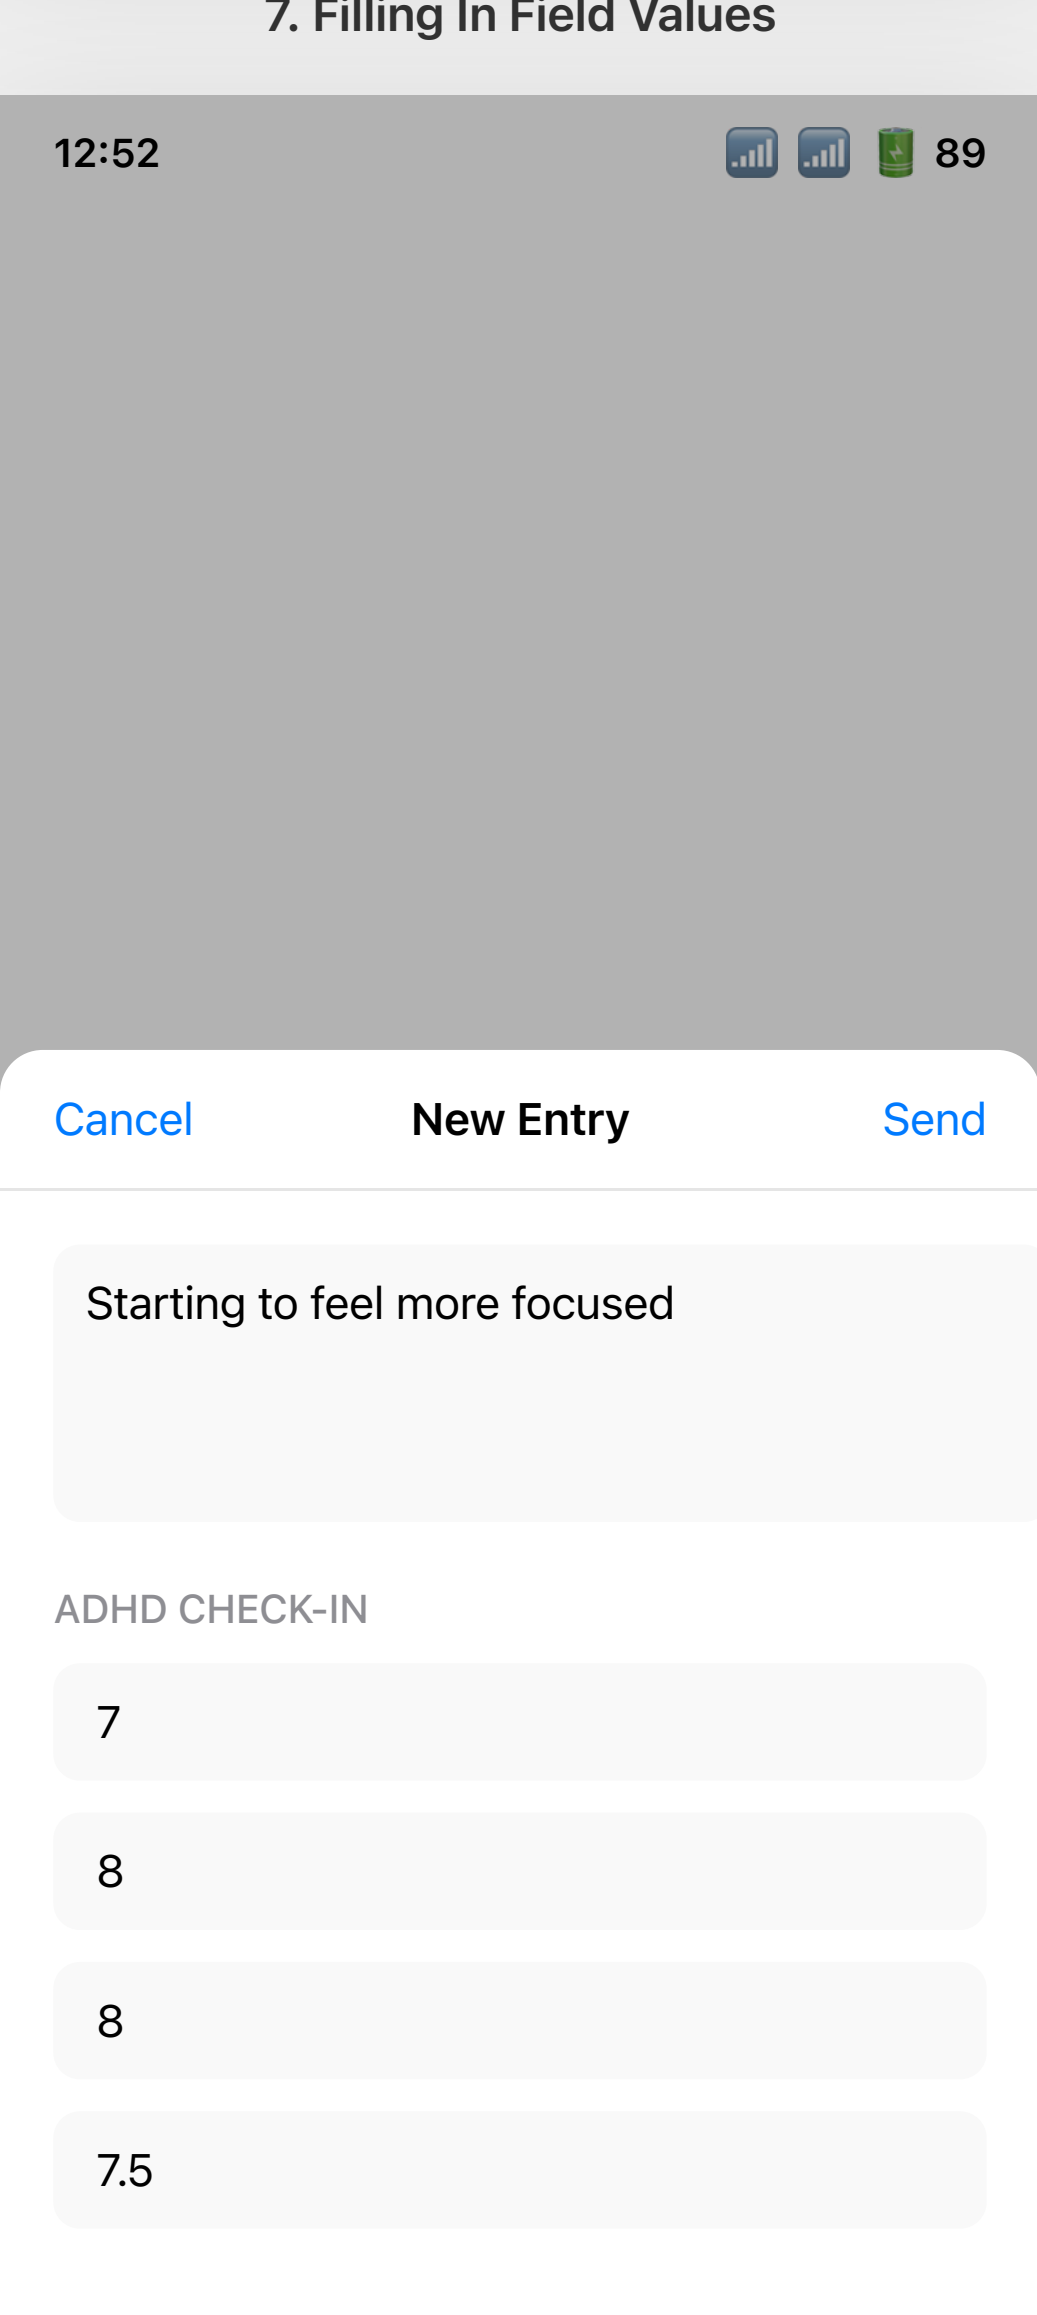 7. Filling In Field Values
12:52
89
Cancel
New Entry
Send
Starting to feel more focused
ADHD CHECK-IN
7
8
8
7.5